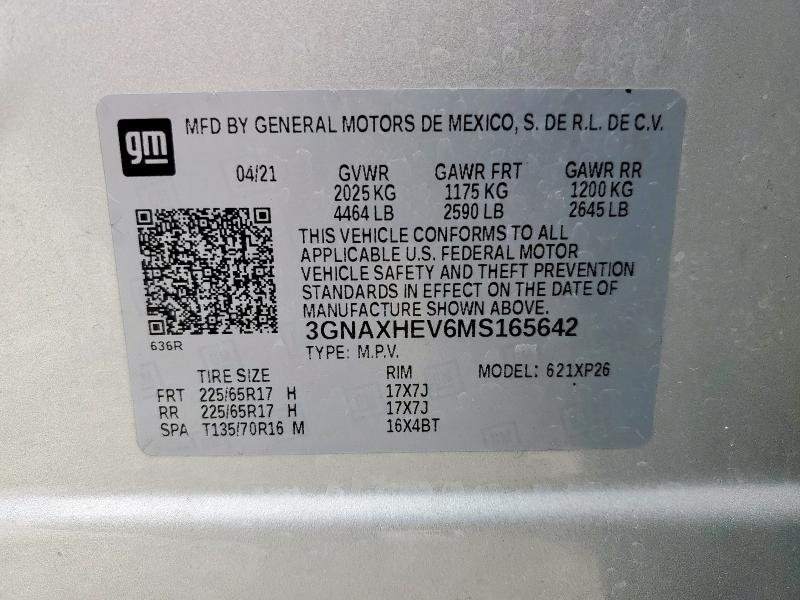 gm
MFD BY GENERAL MOTORS DE MEXICO, S. DE R.L. DE C.V.
04/21 GVWR GAWR FRT GAWR RR
2025 KG 1175 KG 1200 KG
4464 LB 2590 LB 2645 LB
THIS VEHICLE CONFORMS TO ALL
APPLICABLE U.S. FEDERAL MOTOR
VEHICLE SAFETY AND THEFT PREVENTION
STANDARDS IN EFFECT ON THE DATE OF
MANUFACTURE SHOWN ABOVE.
3GNAXHEV6MS165642
636R
TYPE: M.P.V.
TIRE SIZE RIM MODEL: 621XP26
FRT 225/65R17 H 17X7J
RR 225/65R17 H 17X7J
SPA T135/70R16 M 16X4BT